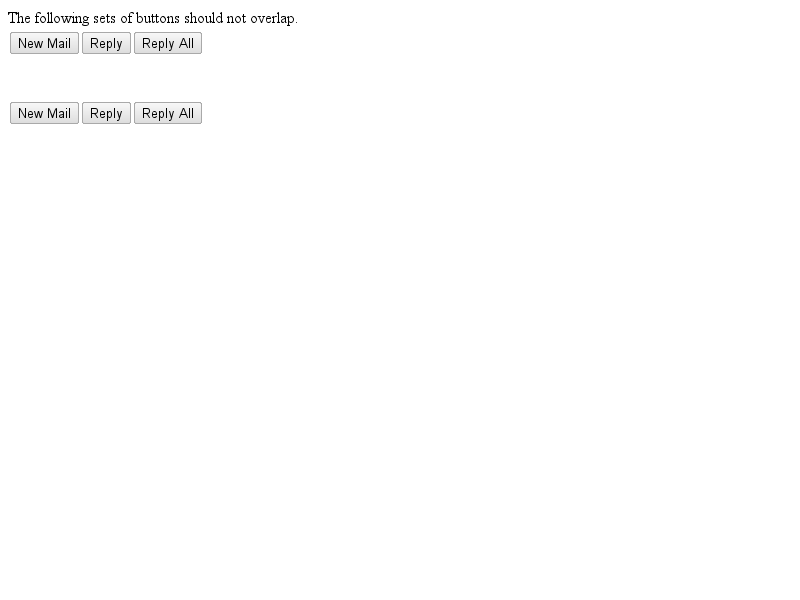 The following sets of buttons should not overlap.
New Mail Reply Reply All
New Mail Reply Reply All